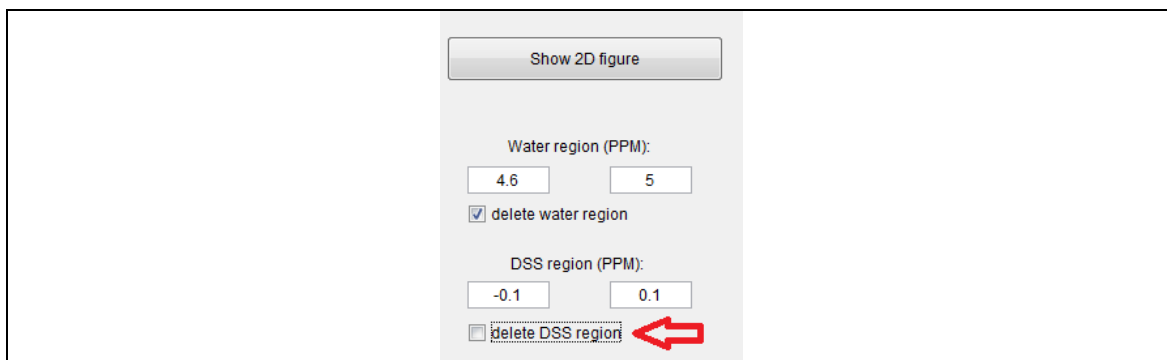 Show 2D figure
Water region (PPM):
4.6 5
delete water region
DSS region (PPM):
-0.1 0.1
delete DSS region